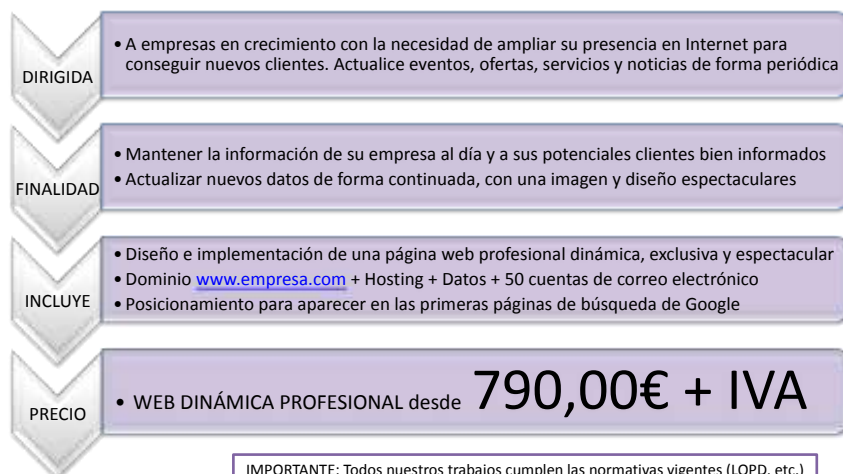 DIRIGIDA
• A empresas en crecimiento con la necesidad de ampliar su presencia en Internet para
conseguir nuevos clientes. Actualice eventos, ofertas, servicios y noticias de forma periódica
FINALIDAD
• Mantener la información de su empresa al día y a sus potenciales clientes bien informados
• Actualizar nuevos datos de forma continuada, con una imagen y diseño espectaculares
INCLUYE
• Diseño e implementación de una página web profesional dinámica, exclusiva y espectacular
• Dominio www.empresa.com + Hosting + Datos + 50 cuentas de correo electrónico
• Posicionamiento para aparecer en las primeras páginas de búsqueda de Google
PRECIO
• WEB DINÁMICA PROFESIONAL desde 790,00€ + IVA
IMPORTANTE: Todos nuestros trabajos cumplen las normativas vigentes (LOPD, etc.)